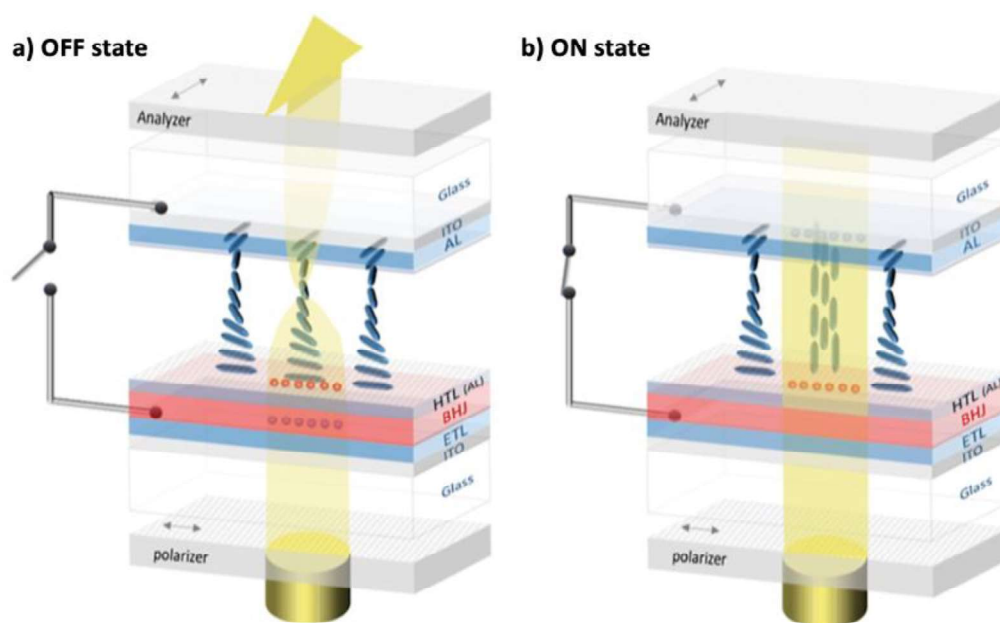 a) OFF state
Analyzer
Glass
ITO
AL
HTL (AL)
BHJ
ETL
ITO
Glass
polarizer
b) ON state
Analyzer
Glass
ITO
AL
HTL (AL)
BHJ
ETL
ITO
Glass
polarizer